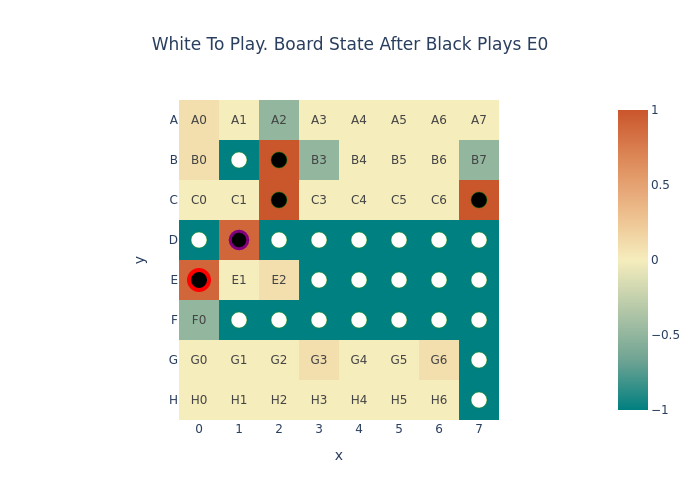 White To Play. Board State After Black Plays E0
A A0 A1 A2 A3 A4 A5 A6 A7
B B0 B3 B4 B5 B6 B7
C C0 C1 C3 C4 C5 C6
D
E E1 E2
F F0
G G0 G1 G2 G3 G4 G5 G6
H H0 H1 H2 H3 H4 H5 H6
0 1 2 3 4 5 6 7
x
y
1
0.5
0
−0.5
−1